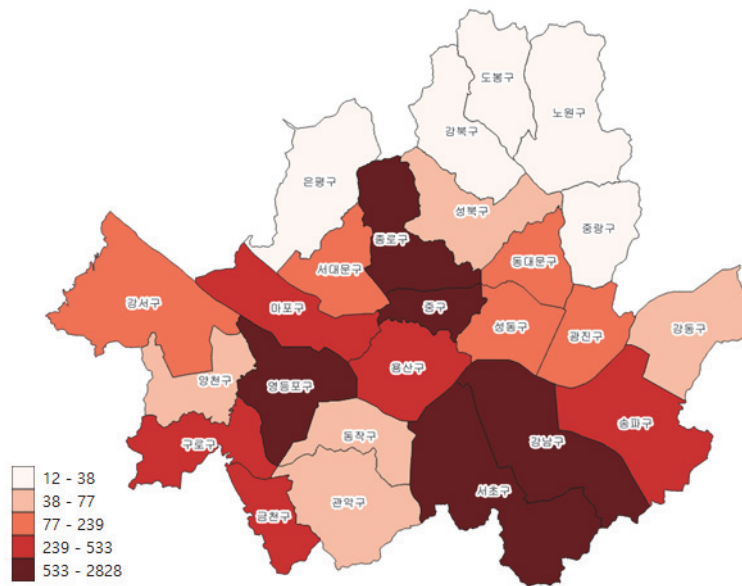 도봉구
노원구
강북구
은평구
중랑구
성북구
종로구
서대문구
동대문구
강서구
마포구
중구
성동구
광진구
강동구
용산구
양천구
영등포구
송파구
동작구
강남구
구로구
서초구
관악구
금천구
12 - 38
38 - 77
77 - 239
239 - 533
533 - 2828